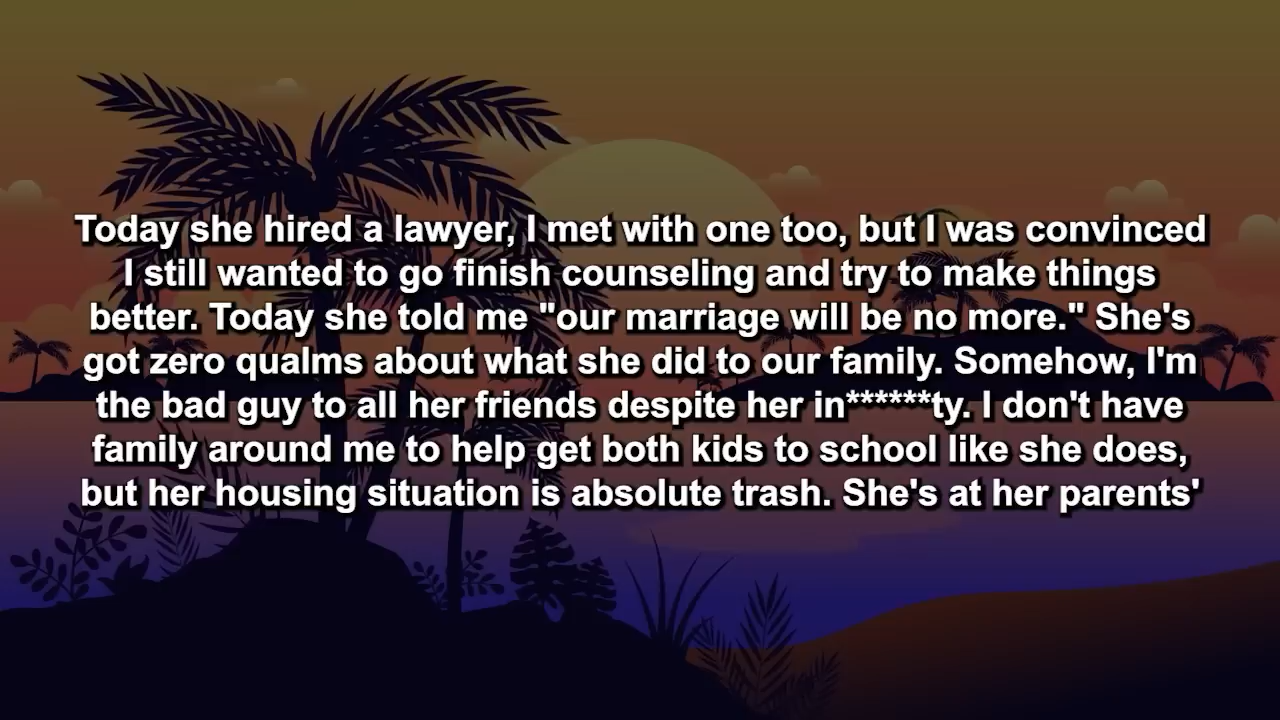 Today she hired a lawyer, I met with one too, but I was convinced
I still wanted to go finish counseling and try to make things
better. Today she told me "our marriage will be no more." She's
got zero qualms about what she did to our family. Somehow, I'm
the bad guy to all her friends despite her in******ty. I don't have
family around me to help get both kids to school like she does,
but her housing situation is absolute trash. She's at her parents'